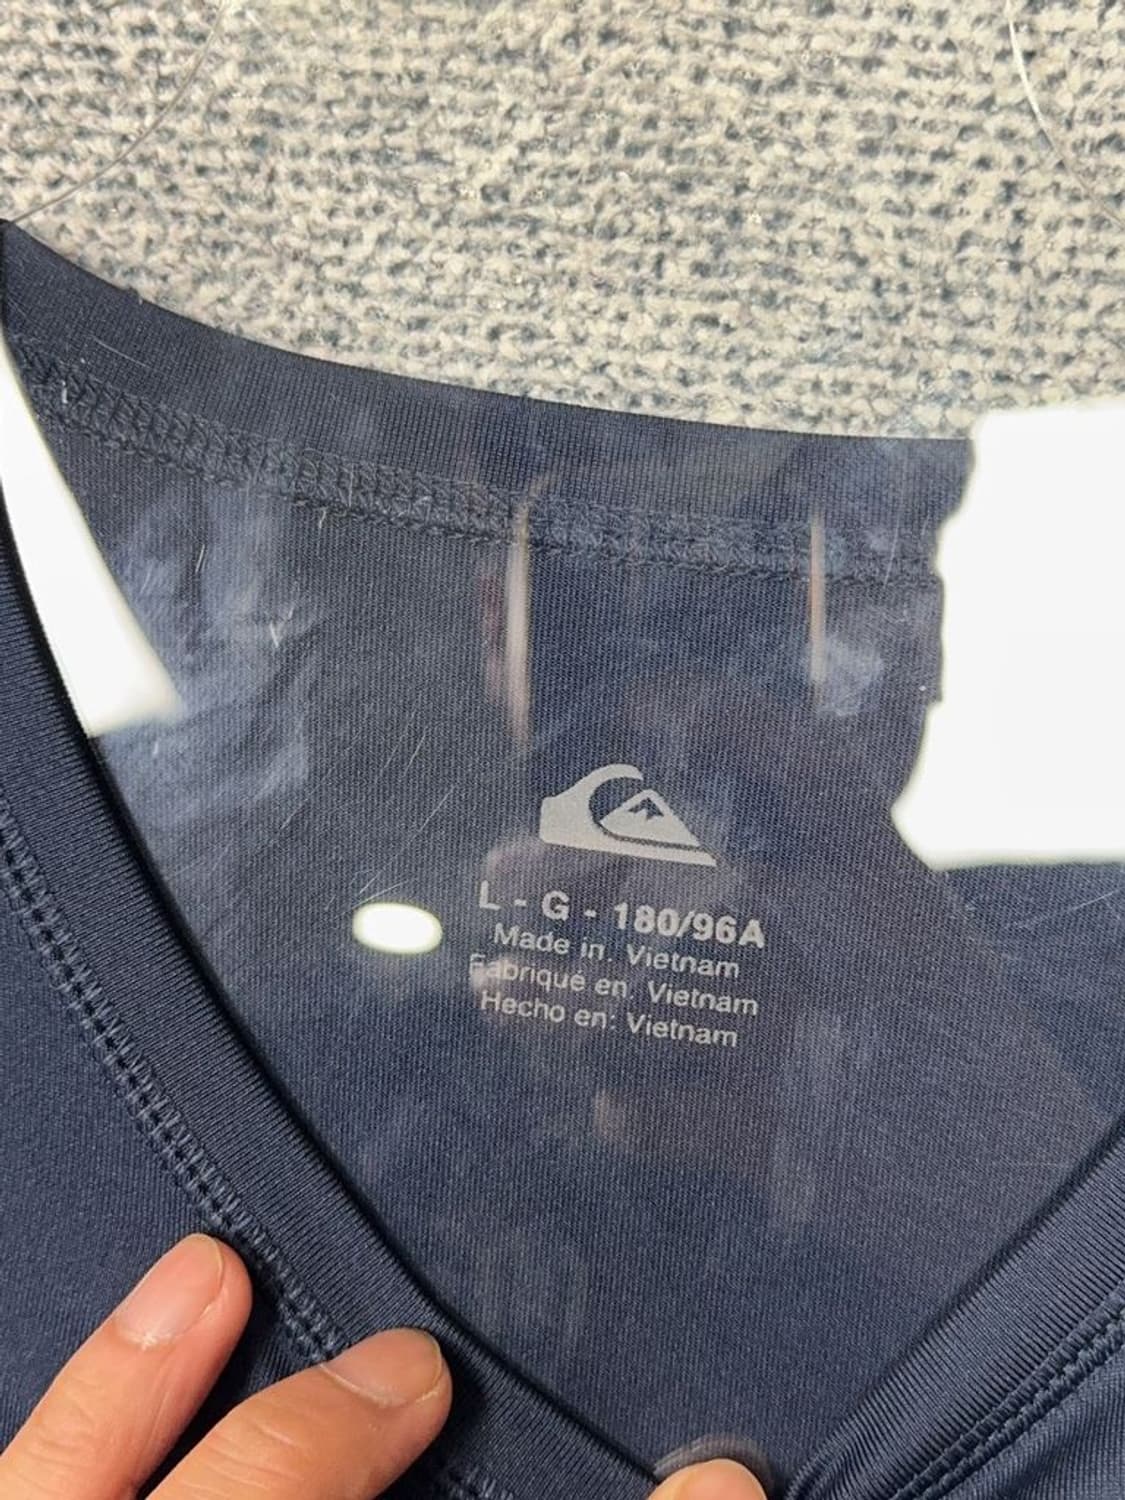 L - G - 180/96A
Made in: Vietnam
Fabriqué en: Vietnam
Hecho en: Vietnam